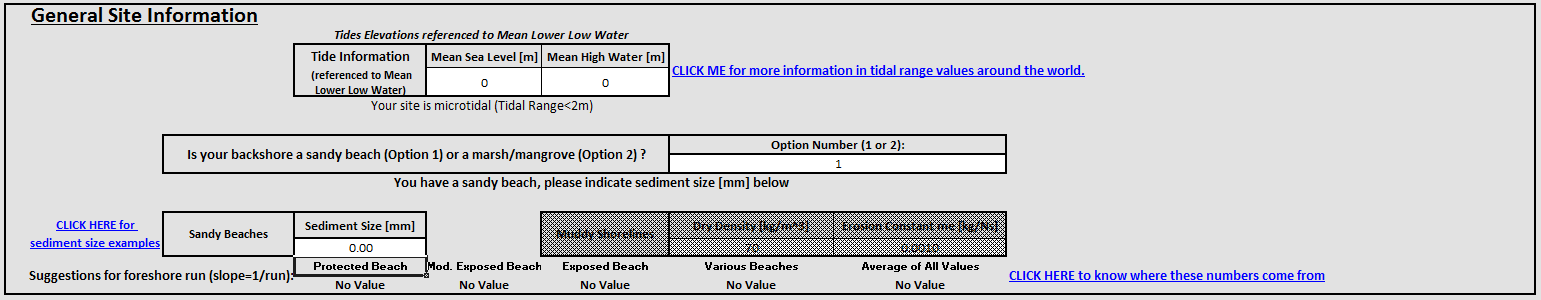 General Site Information
Tides Elevations referenced to Mean Lower Low Water
Tide Information
(referenced to Mean
Lower Low Water)
Mean Sea Level [m] Mean High Water [m]
0 0
CLICK ME for more information in tidal range values around the world.
Your site is microtidal (Tidal Range<2m)
Is your backshore a sandy beach (Option 1) or a marsh/mangrove (Option 2) ?
Option Number (1 or 2):
1
You have a sandy beach, please indicate sediment size [mm] below
CLICK HERE for
sediment size examples
Sandy Beaches
Sediment Size [mm]
0.00
Muddy Shorelines
Dry Density [kg/m^3] Erosion Constant me [kg/Ns]
70 0.0010
Suggestions for foreshore run (slope=1/run):
Protected Beach Mod. Exposed Beach Exposed Beach Various Beaches Average of All Values
No Value No Value No Value No Value No Value
CLICK HERE to know where these numbers come from